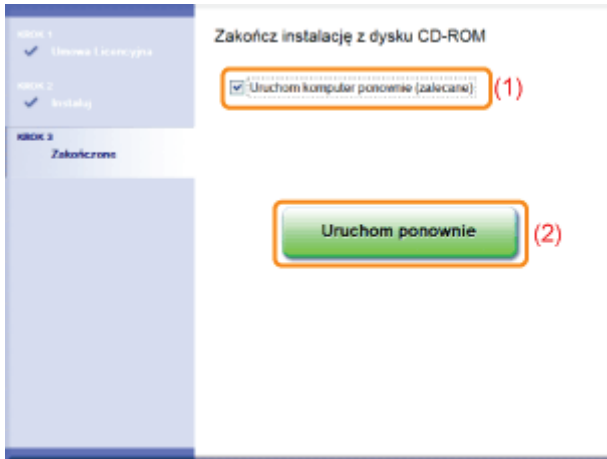 KROK 1
Umowa Licencyjna
KROK 2
Instaluj
KROK 3
Zakończone
Zakończ instalację z dysku CD-ROM
Uruchom komputer ponownie (zalecane)
(1)
Uruchom ponownie
(2)